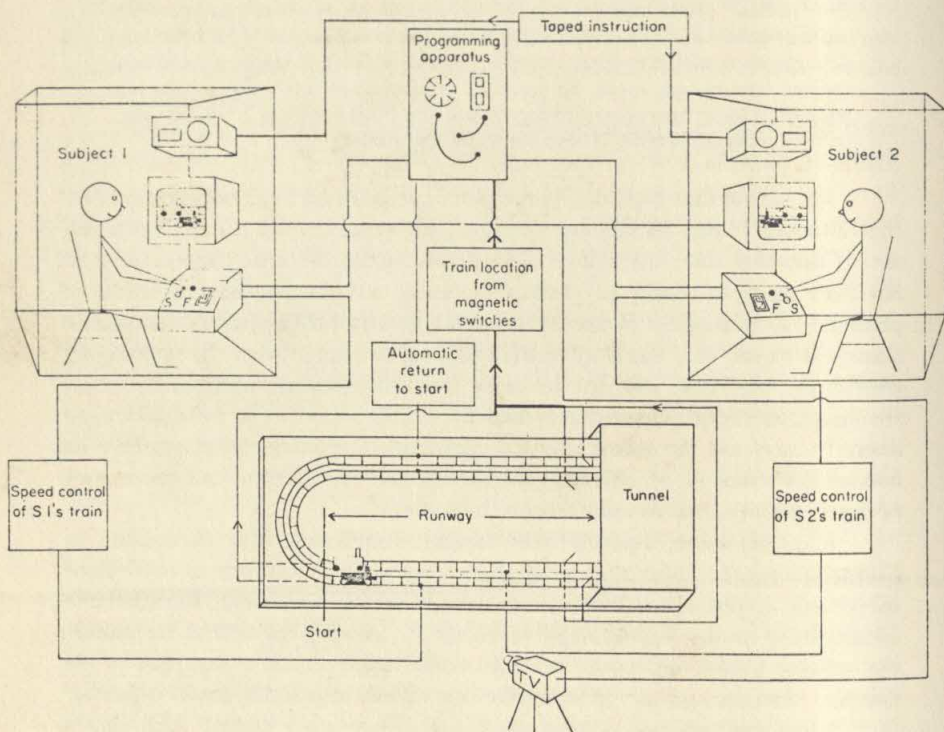 Taped instruction
Programming
apparatus
Subject 1
Subject 2
S F
F S
Train location
from
magnetic
switches
Automatic
return
to start
Speed control
of S1's train
Runway
Tunnel
Speed control
of S2's train
Start
TV